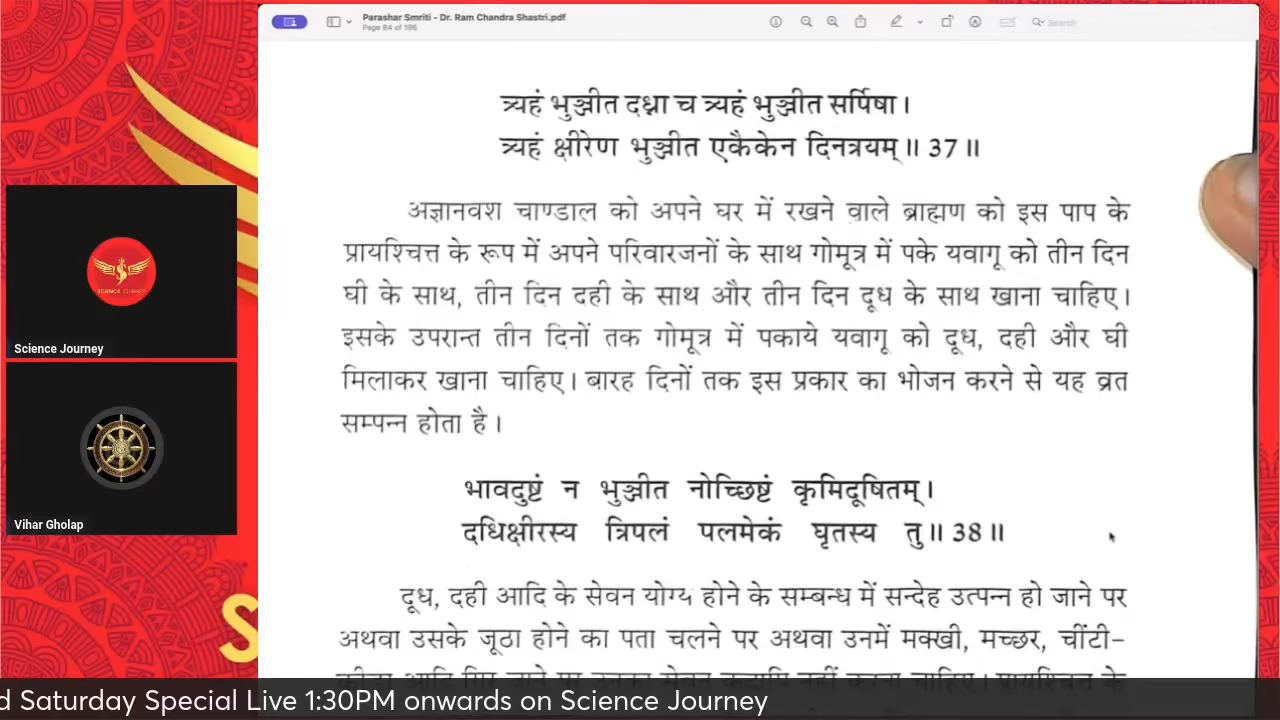 Parashar Smriti - Dr. Ram Chandra Shastri.pdf
Page 84 of 196
Search
त्र्यहं भुञ्जीत दध्ना च त्र्यहं भुञ्जीत सर्पिषा।
त्र्यहं क्षीरेण भुञ्जीत एकैकेन दिनत्रयम्॥ 37॥
अज्ञानवश चाण्डाल को अपने घर में रखने वाले ब्राह्मण को इस पाप के
प्रायश्चित्त के रूप में अपने परिवारजनों के साथ गोमूत्र में पके यवागू को तीन दिन
घी के साथ, तीन दिन दही के साथ और तीन दिन दूध के साथ खाना चाहिए।
इसके उपरान्त तीन दिनों तक गोमूत्र में पकाये यवागू को दूध, दही और घी
मिलाकर खाना चाहिए। बारह दिनों तक इस प्रकार का भोजन करने से यह व्रत
सम्पन्न होता है।
भावदुष्टं न भुञ्जीत नोच्छिष्टं कृमिदूषितम्।
दधिक्षीरस्य त्रिपलं पलमेकं घृतस्य तु॥ 38॥
दूध, दही आदि के सेवन योग्य होने के सम्बन्ध में सन्देह उत्पन्न हो जाने पर
अथवा उसके जूठा होने का पता चलने पर अथवा उनमें मक्खी, मच्छर, चींटी-
SCIENCE JOURNEY
Science Journey
Vihar Gholap
d Saturday Special Live 1:30PM onwards on Science Journey